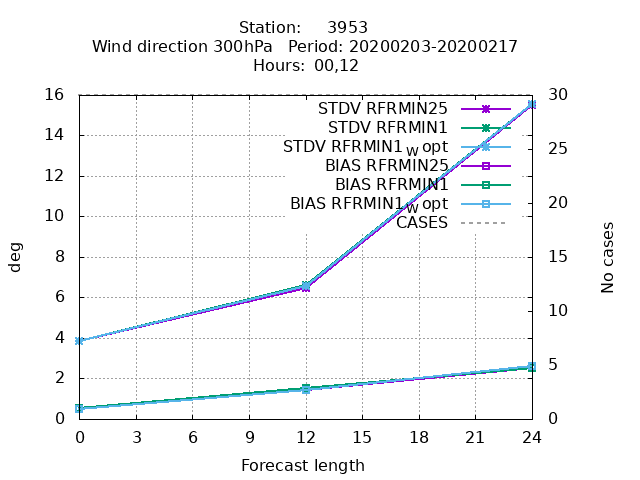 Station: 3953
Wind direction 300hPa Period: 20200203-20200217
Hours: 00,12
16 30
STDV RFRMIN25
STDV RFRMIN1
14
STDV RFRMIN1 W opt
25
BIAS RFRMIN25
12
BIAS RFRMIN1
BIAS RFRMIN1 W opt
20
10
CASES
deg
8 15
No cases
6
10
4
5
2
0 0
0 3 6 9 12 15 18 21 24
Forecast length